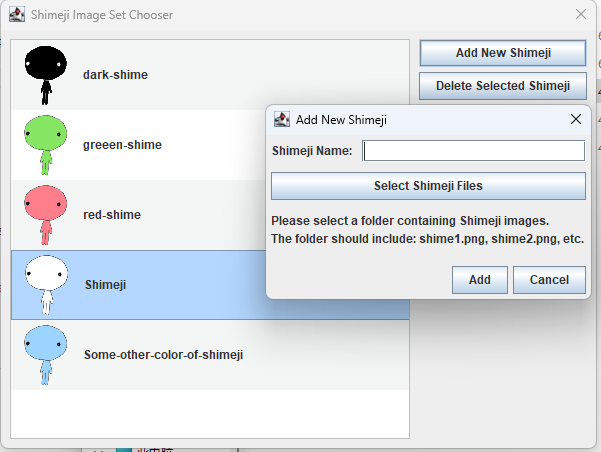 Shimeji Image Set Chooser
dark-shime
greeen-shime
red-shime
Shimeji
Some-other-color-of-shimeji
Add New Shimeji
Delete Selected Shimeji
Add New Shimeji
Shimeji Name:
Select Shimeji Files
Please select a folder containing Shimeji images.
The folder should include: shime1.png, shime2.png, etc.
Add
Cancel